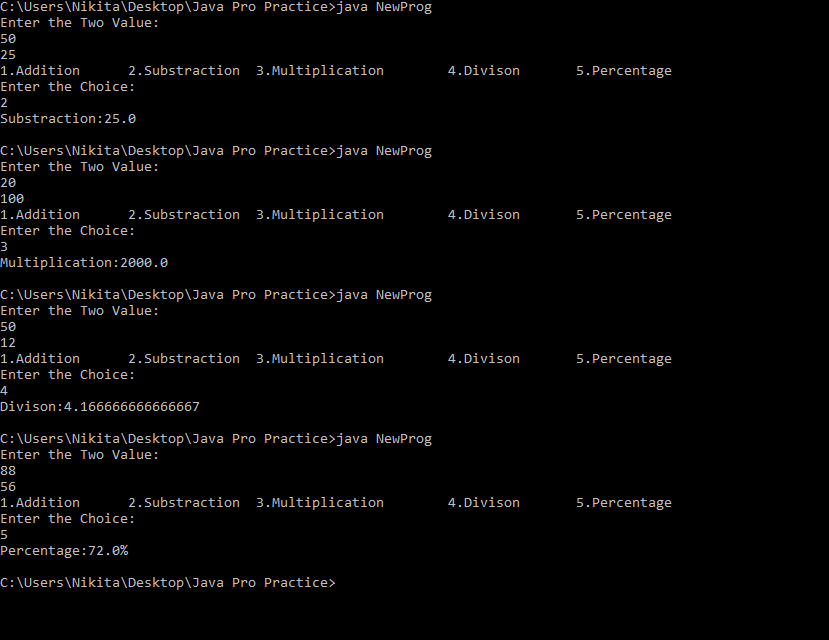 C:\Users\Nikita\Desktop\Java Pro Practice>java NewProg
Enter the Two Value:
50
25
1.Addition 2.Substraction 3.Multiplication 4.Divison 5.Percentage
Enter the Choice:
2
Substraction:25.0
C:\Users\Nikita\Desktop\Java Pro Practice>java NewProg
Enter the Two Value:
20
100
1.Addition 2.Substraction 3.Multiplication 4.Divison 5.Percentage
Enter the Choice:
3
Multiplication:2000.0
C:\Users\Nikita\Desktop\Java Pro Practice>java NewProg
Enter the Two Value:
50
12
1.Addition 2.Substraction 3.Multiplication 4.Divison 5.Percentage
Enter the Choice:
4
Divison:4.166666666666667
C:\Users\Nikita\Desktop\Java Pro Practice>java NewProg
Enter the Two Value:
88
56
1.Addition 2.Substraction 3.Multiplication 4.Divison 5.Percentage
Enter the Choice:
5
Percentage:72.0%
C:\Users\Nikita\Desktop\Java Pro Practice>